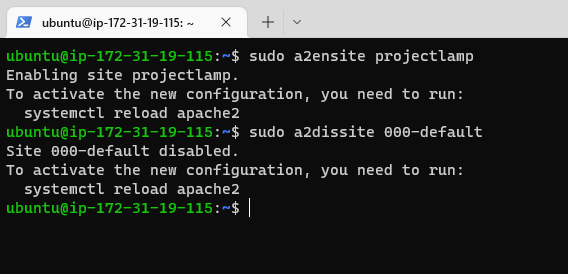 ubuntu@ip-172-31-19-115: ~
ubuntu@ip-172-31-19-115:~$ sudo a2ensite projectlamp
Enabling site projectlamp.
To activate the new configuration, you need to run:
  systemctl reload apache2
ubuntu@ip-172-31-19-115:~$ sudo a2dissite 000-default
Site 000-default disabled.
To activate the new configuration, you need to run:
  systemctl reload apache2
ubuntu@ip-172-31-19-115:~$